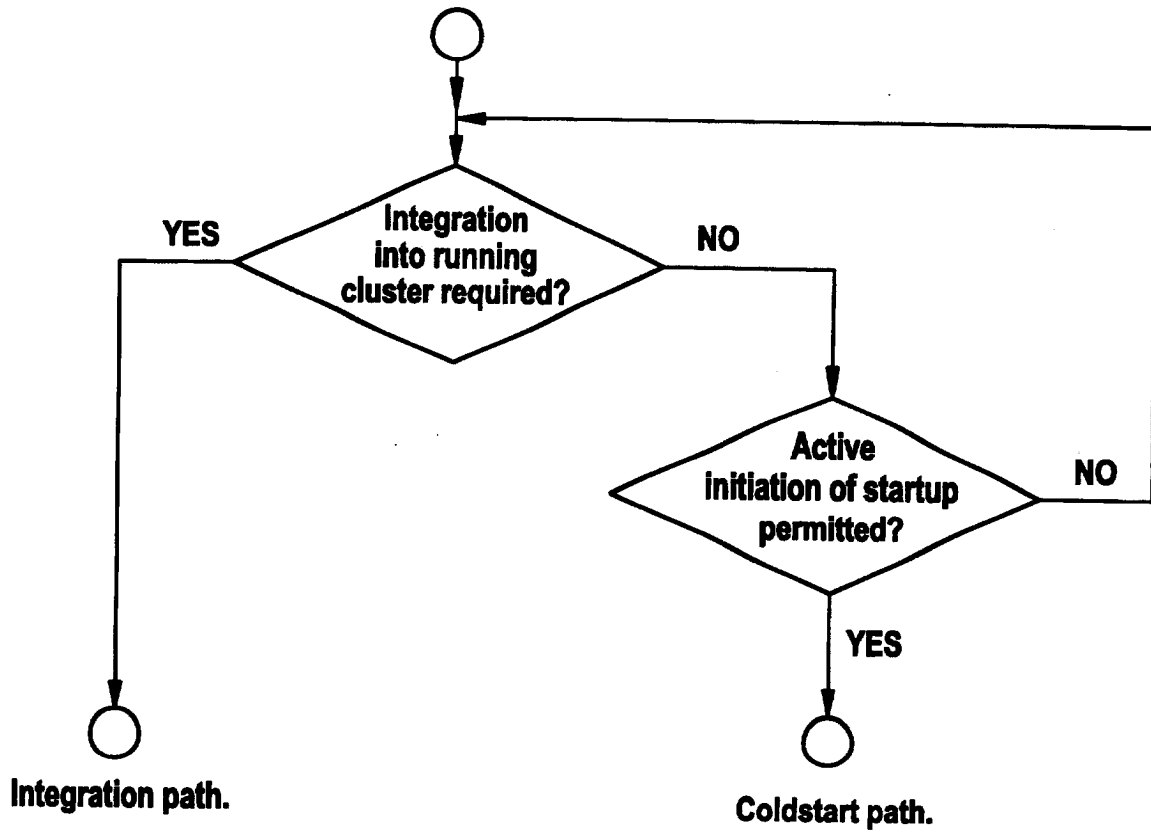 YES
Integration
into running
cluster required?
NO
Active
initiation of startup
permitted?
NO
YES
Integration path.
Coldstart path.